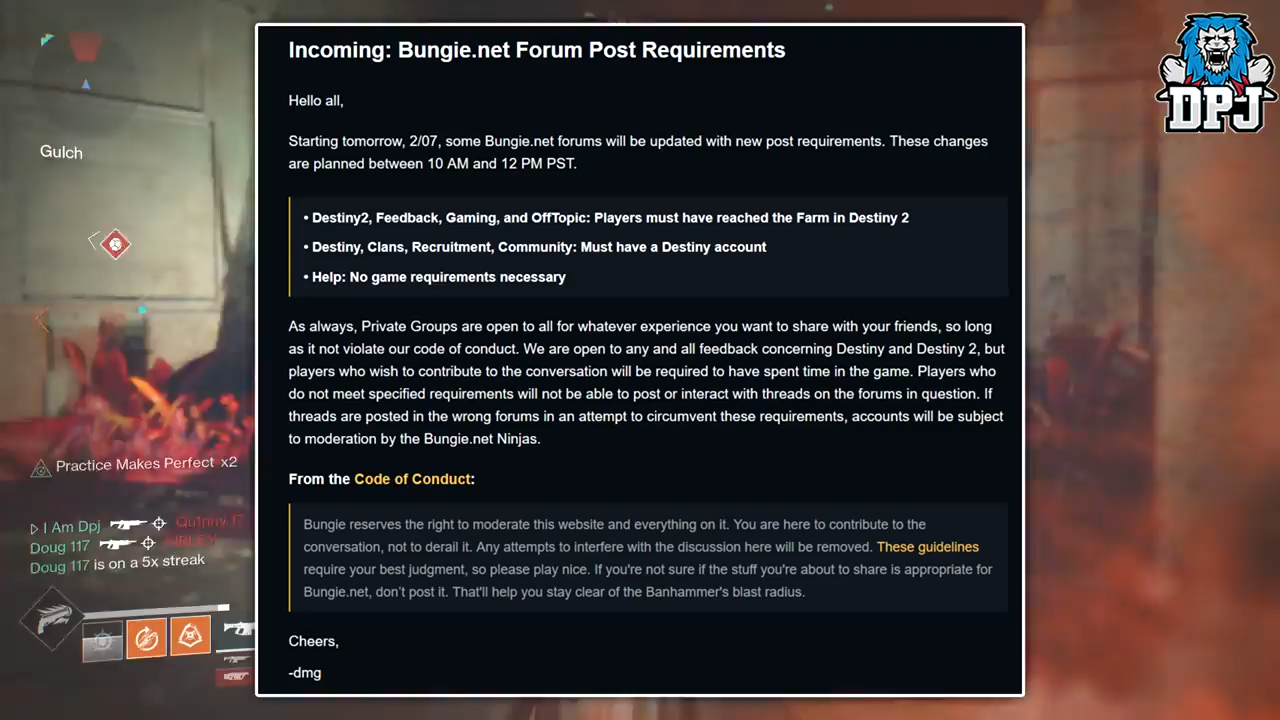 Incoming: Bungie.net Forum Post Requirements
Hello all,
Starting tomorrow, 2/07, some Bungie.net forums will be updated with new post requirements. These changes
are planned between 10 AM and 12 PM PST.
• Destiny2, Feedback, Gaming, and OffTopic: Players must have reached the Farm in Destiny 2
• Destiny, Clans, Recruitment, Community: Must have a Destiny account
• Help: No game requirements necessary
As always, Private Groups are open to all for whatever experience you want to share with your friends, so long
as it not violate our code of conduct. We are open to any and all feedback concerning Destiny and Destiny 2, but
players who wish to contribute to the conversation will be required to have spent time in the game. Players who
do not meet specified requirements will not be able to post or interact with threads on the forums in question. If
threads are posted in the wrong forums in an attempt to circumvent these requirements, accounts will be subject
to moderation by the Bungie.net Ninjas.
From the Code of Conduct:
Bungie reserves the right to moderate this website and everything on it. You are here to contribute to the
conversation, not to derail it. Any attempts to interfere with the discussion here will be removed. These guidelines
require your best judgment, so please play nice. If you're not sure if the stuff you're about to share is appropriate for
Bungie.net, don't post it. That'll help you stay clear of the Banhammer's blast radius.
Cheers,
-dmg
Gulch
Practice Makes Perfect x2
I Am Dpj
Doug 117
Doug 117 is on a 5x streak
DPJ